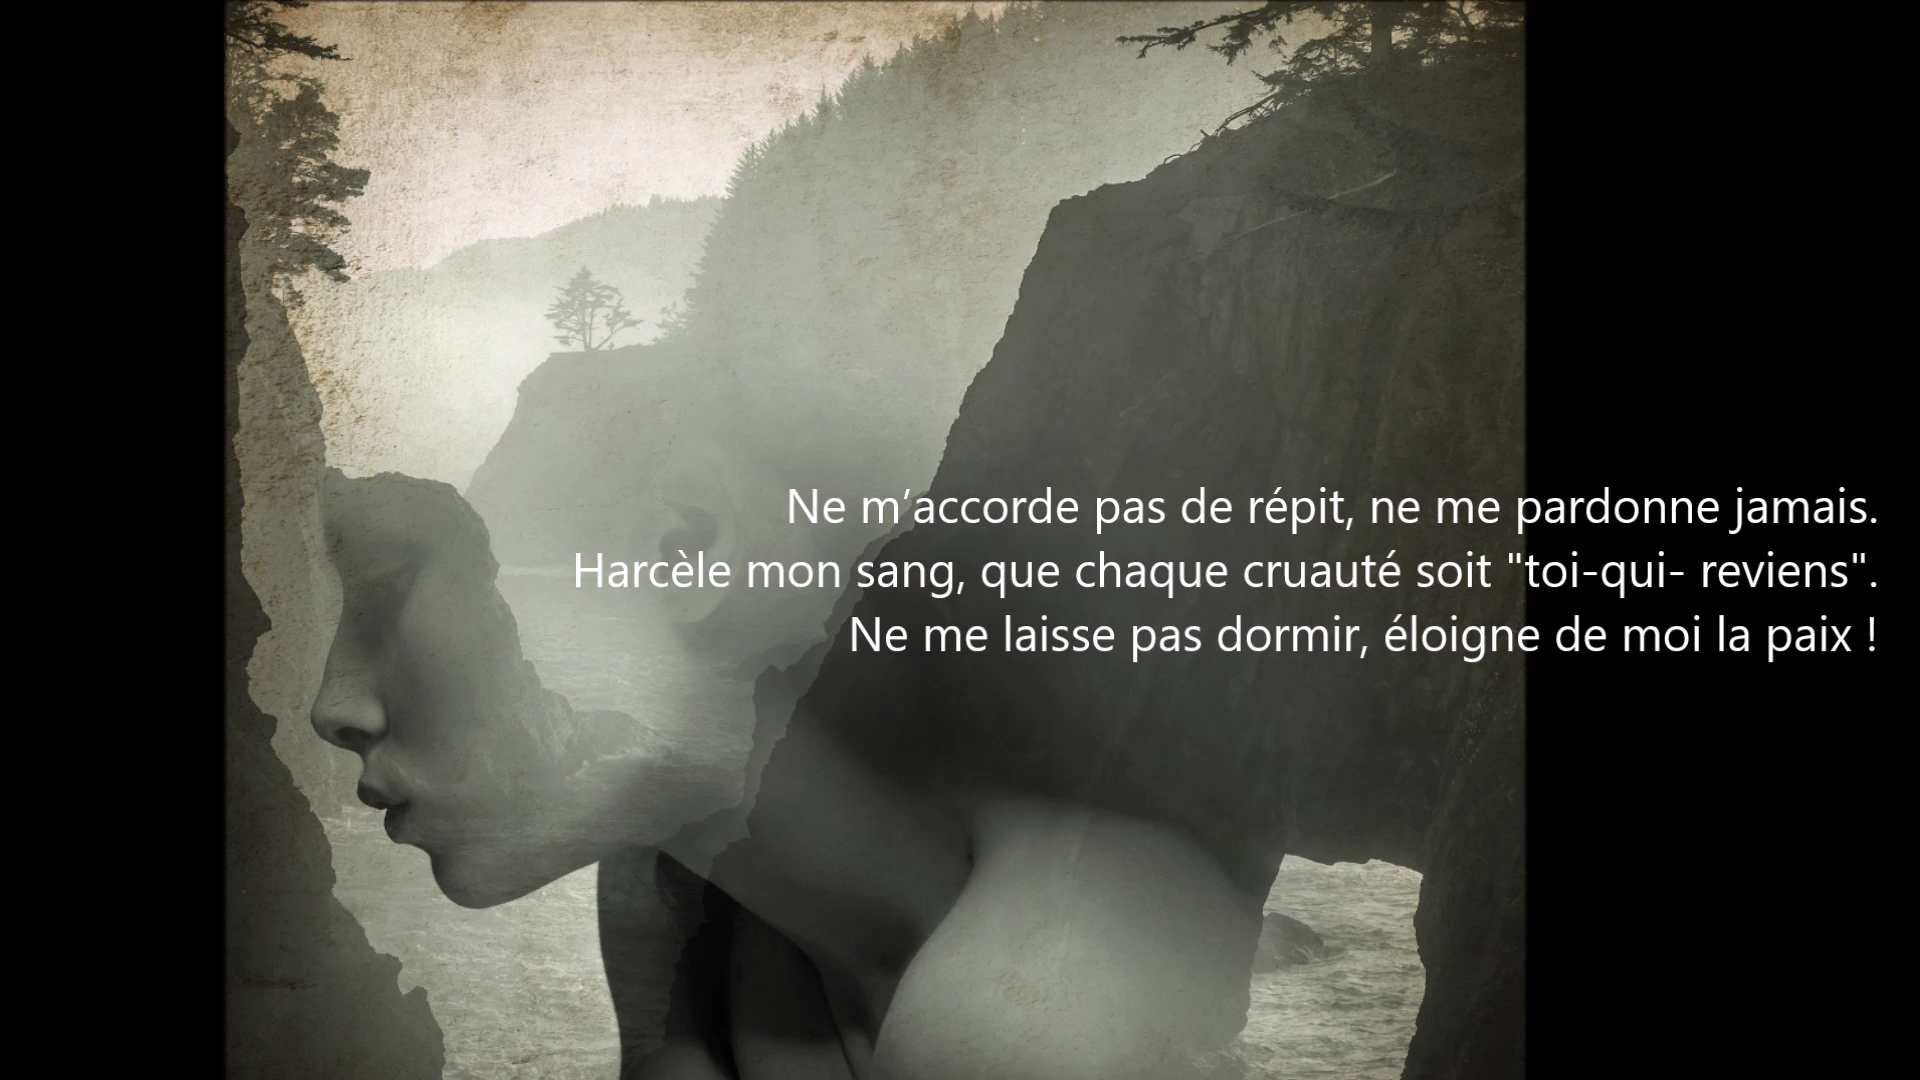 Ne m’accorde pas de répit, ne me pardonne jamais.
Harcèle mon sang, que chaque cruauté soit "toi-qui- reviens".
Ne me laisse pas dormir, éloigne de moi la paix !